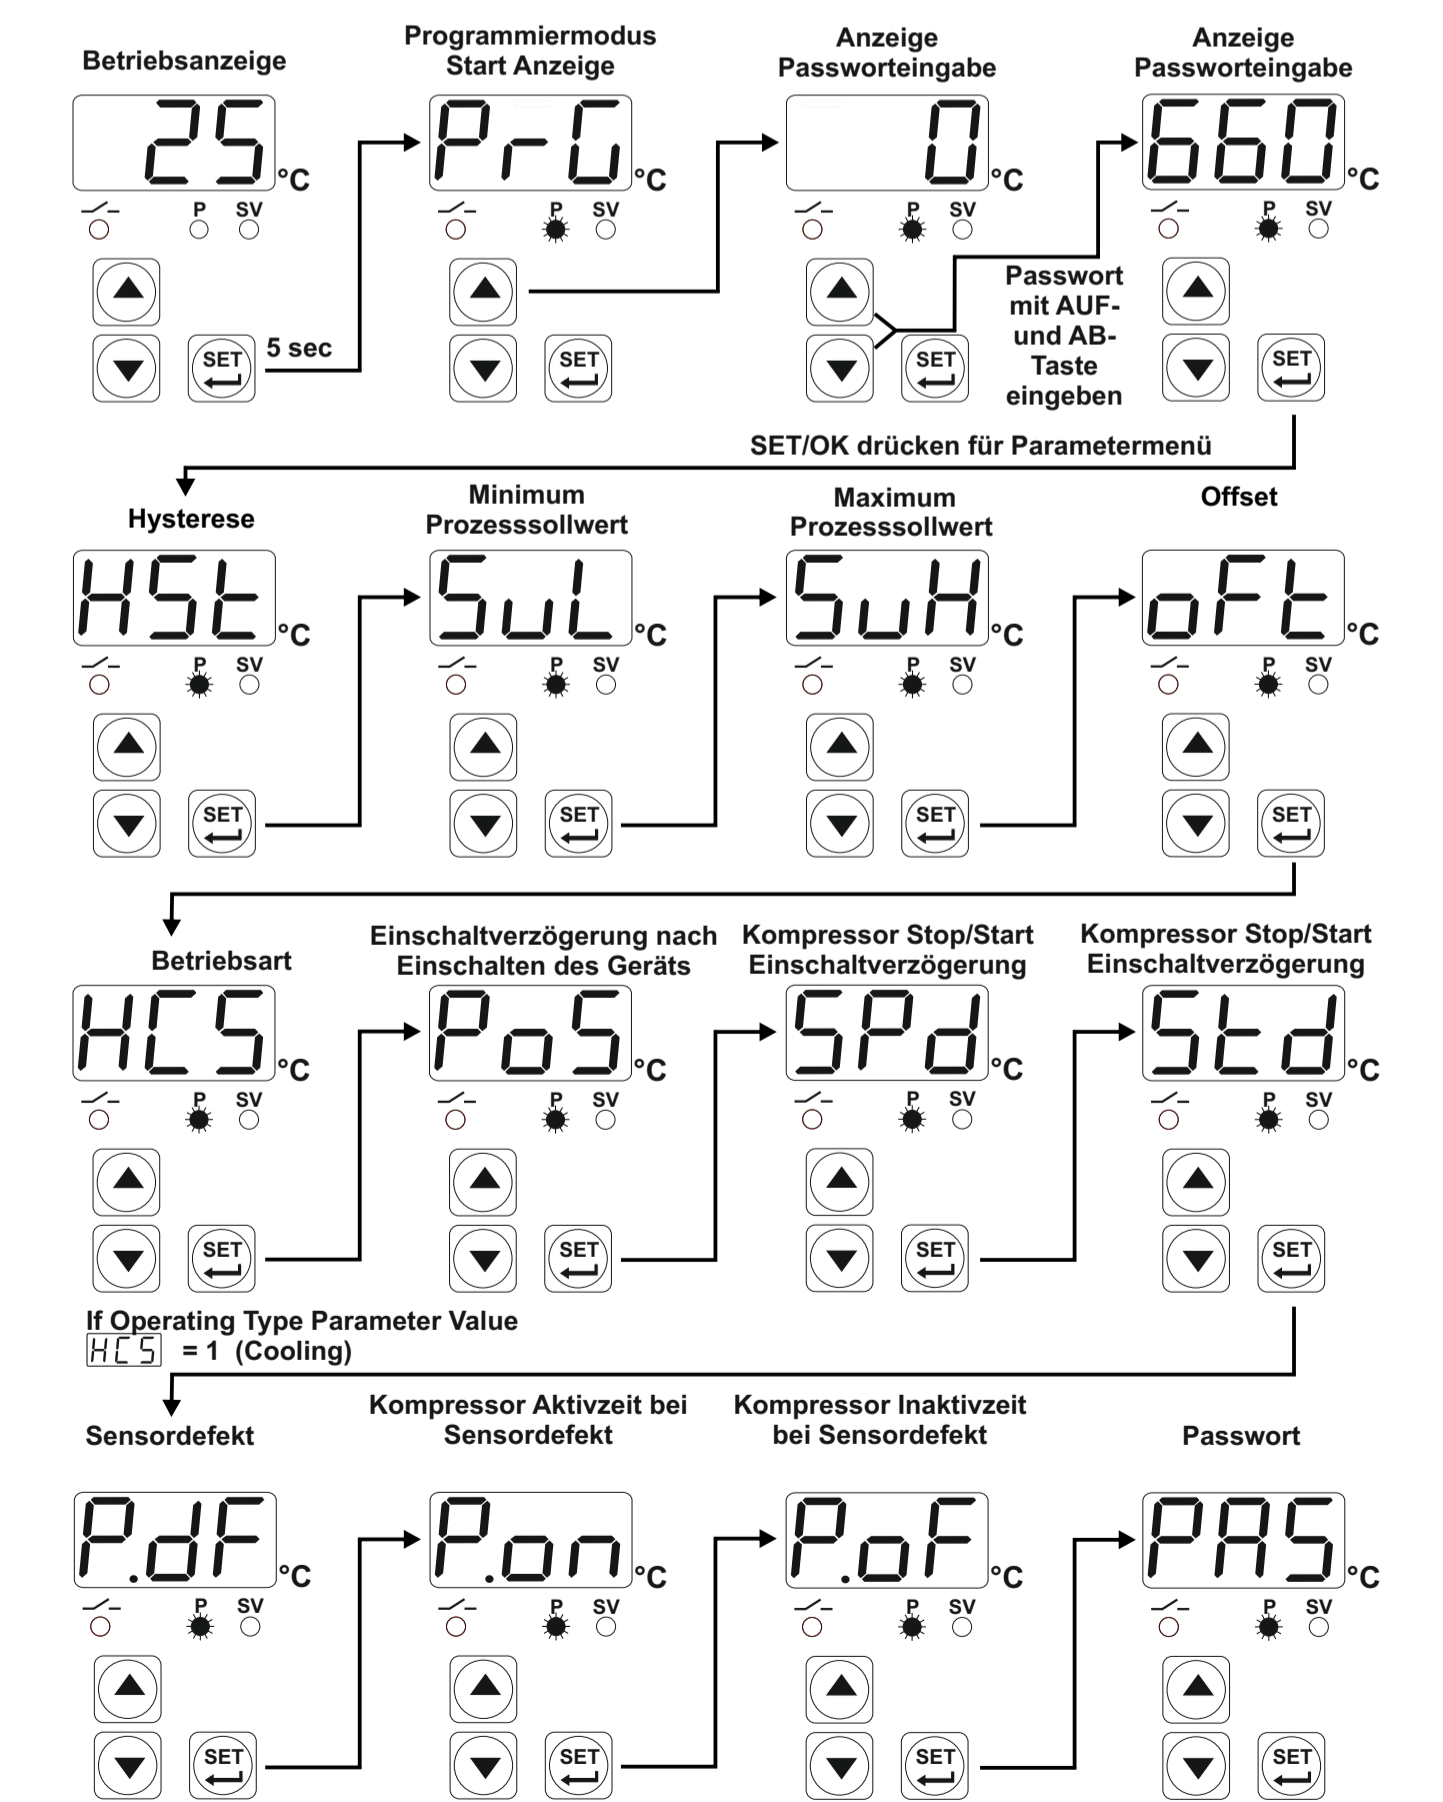 Betriebsanzeige
Programmiermodus
Start Anzeige
Anzeige
Passworteingabe
Anzeige
Passworteingabe
25 °C
PrG °C
0 °C
660 °C
P SV
P SV
P SV
P SV
5 sec
Passwort
mit AUF-
und AB-
Taste
eingeben
SET
SET
SET
SET
SET/OK drücken für Parametermenü
Hysterese
Minimum
Prozesssollwert
Maximum
Prozesssollwert
Offset
HSt °C
SuL °C
SuH °C
oFt °C
P SV
P SV
P SV
P SV
SET
SET
SET
SET
Betriebsart
Einschaltverzögerung nach
Einschalten des Geräts
Kompressor Stop/Start
Einschaltverzögerung
Kompressor Stop/Start
Einschaltverzögerung
HCS °C
PoS °C
SPd °C
Std °C
P SV
P SV
P SV
P SV
SET
SET
SET
SET
If Operating Type Parameter Value
HCS = 1 (Cooling)
Sensordefekt
Kompressor Aktivzeit bei
Sensordefekt
Kompressor Inaktivzeit
bei Sensordefekt
Passwort
P.dF °C
P.on °C
P.oF °C
PAS °C
P SV
P SV
P SV
P SV
SET
SET
SET
SET